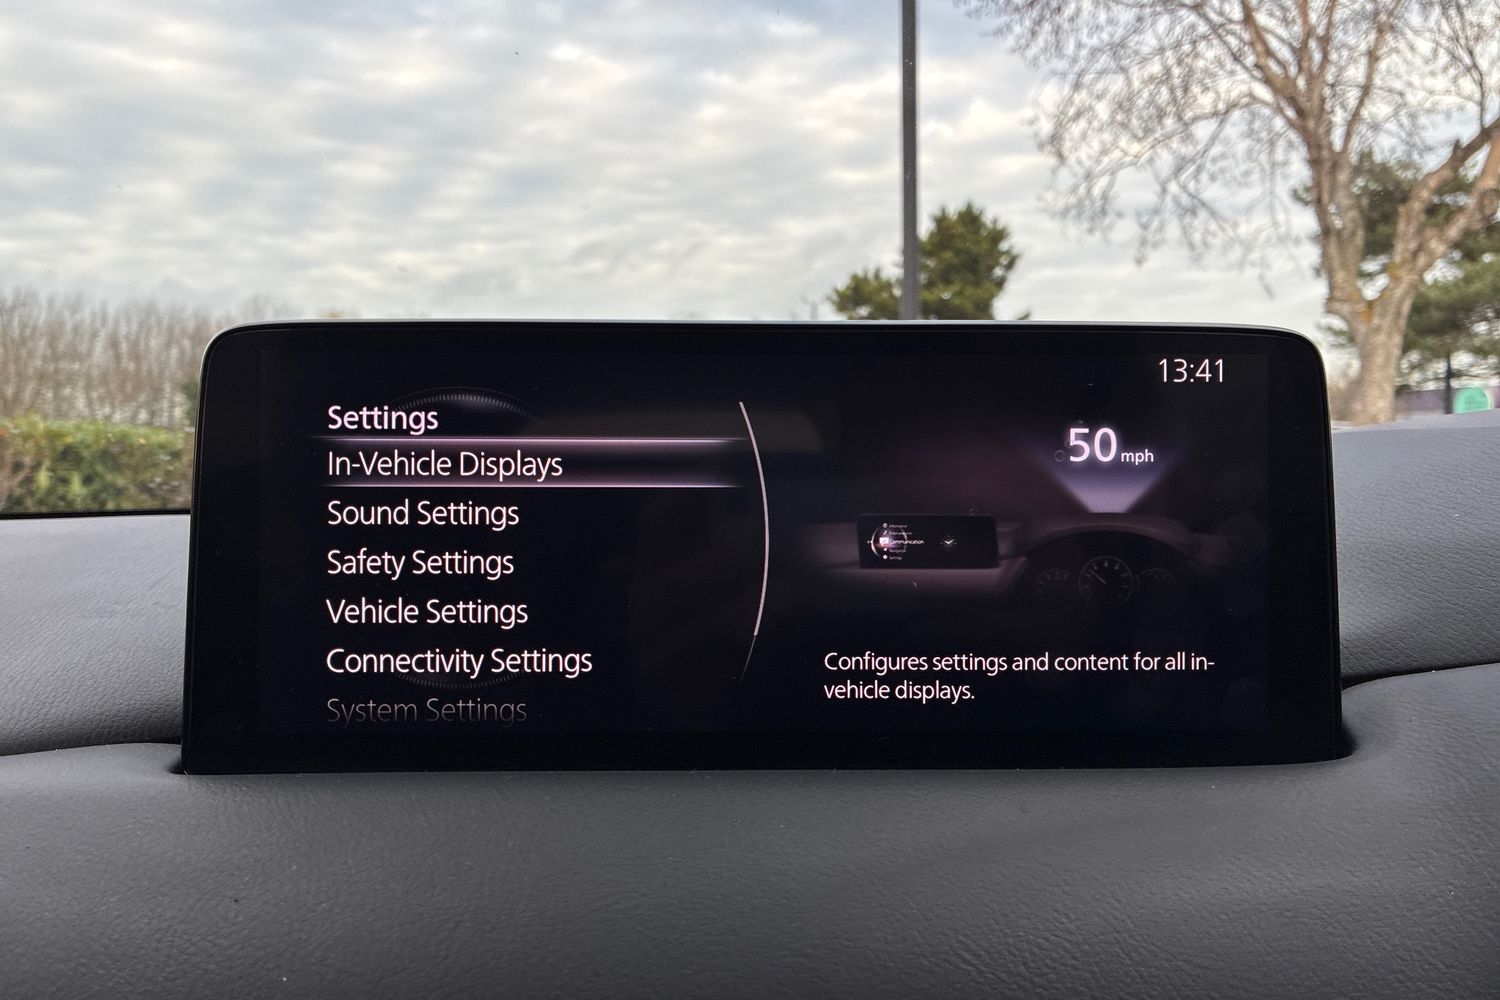 13:41
Settings
In-Vehicle Displays
Sound Settings
Safety Settings
Vehicle Settings
Connectivity Settings
System Settings
50 mph
Communication
Configures settings and content for all in-
vehicle displays.